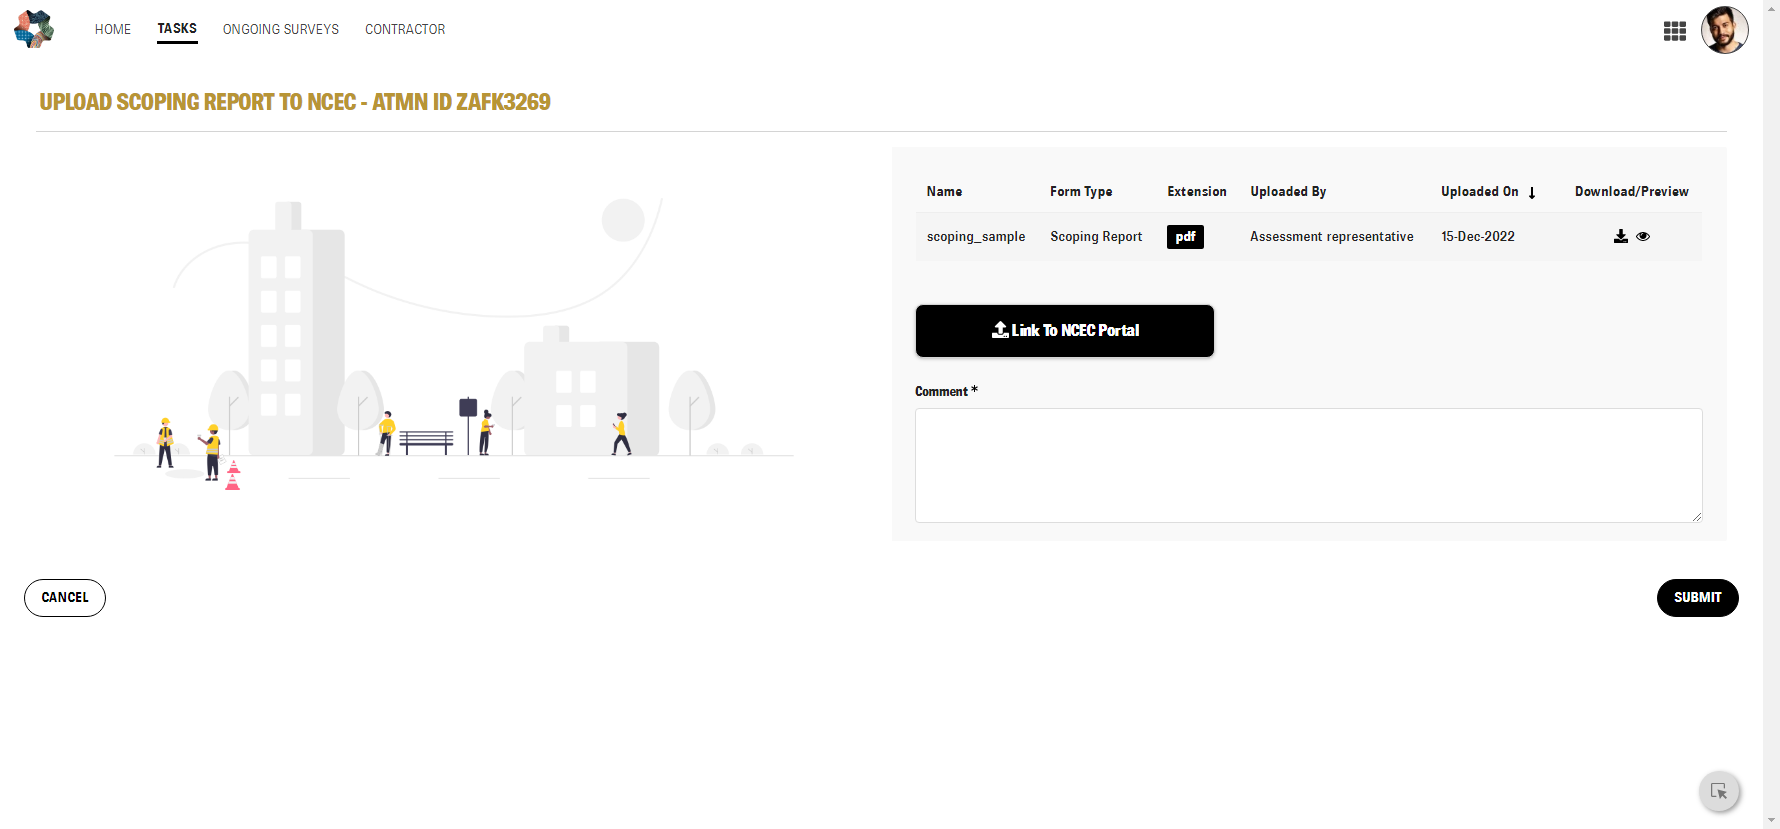 HOME TASKS ONGOING SURVEYS CONTRACTOR
UPLOAD SCOPING REPORT TO NCEC - ATMN ID ZAFK3269
Name Form Type Extension Uploaded By Uploaded On Download/Preview
scoping_sample Scoping Report pdf Assessment representative 15-Dec-2022
Link To NCEC Portal
Comment *
CANCEL SUBMIT